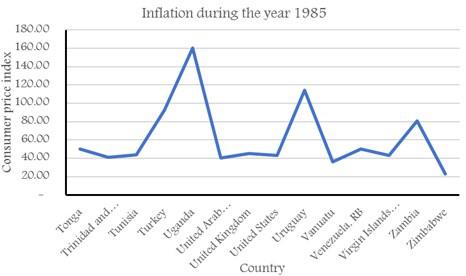 Inflation during the year 1985
180.00
160.00
140.00
120.00
100.00
80.00
60.00
40.00
20.00
-
Consumer price index
Tonga
Trinidad and...
Tunisia
Turkey
Uganda
United Arab...
United Kingdom
United States
Uruguay
Vanuatu
Venezuela, RB
Virgin Islands...
Zambia
Zimbabwe
Country